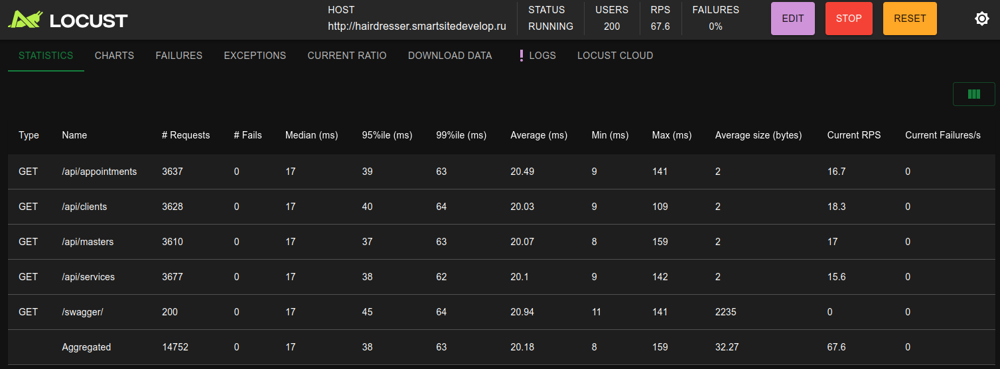 LOCUST
HOST
http://hairdresser.smartsitedevelop.ru
STATUS
RUNNING
USERS
200
RPS
67.6
FAILURES
0%
EDIT
STOP
RESET
STATISTICS CHARTS FAILURES EXCEPTIONS CURRENT RATIO DOWNLOAD DATA ! LOGS LOCUST CLOUD
Type Name # Requests # Fails Median (ms) 95%ile (ms) 99%ile (ms) Average (ms) Min (ms) Max (ms) Average size (bytes) Current RPS Current Failures/s
GET /api/appointments 3637 0 17 39 63 20.49 9 141 2 16.7 0
GET /api/clients 3628 0 17 40 64 20.03 9 109 2 18.3 0
GET /api/masters 3610 0 17 37 63 20.07 8 159 2 17 0
GET /api/services 3677 0 17 38 62 20.1 9 142 2 15.6 0
GET /swagger/ 200 0 17 45 64 20.94 11 141 2235 0 0
Aggregated 14752 0 17 38 63 20.18 8 159 32.27 67.6 0